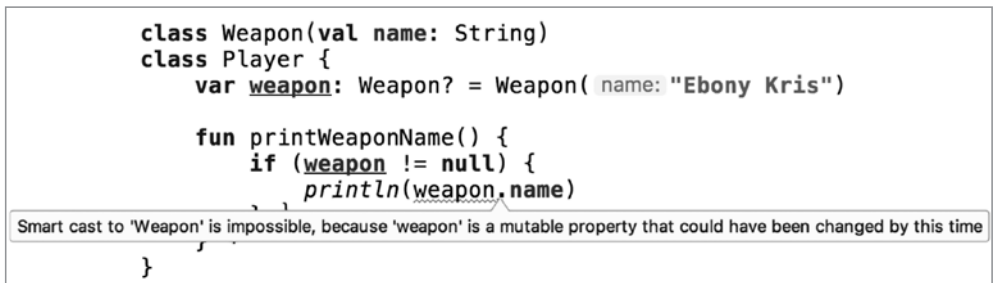 class Weapon(val name: String)
class Player {
    var weapon: Weapon? = Weapon( name: "Ebony Kris")
    fun printWeaponName() {
        if (weapon != null) {
            println(weapon.name)
Smart cast to 'Weapon' is impossible, because 'weapon' is a mutable property that could have been changed by this time
}